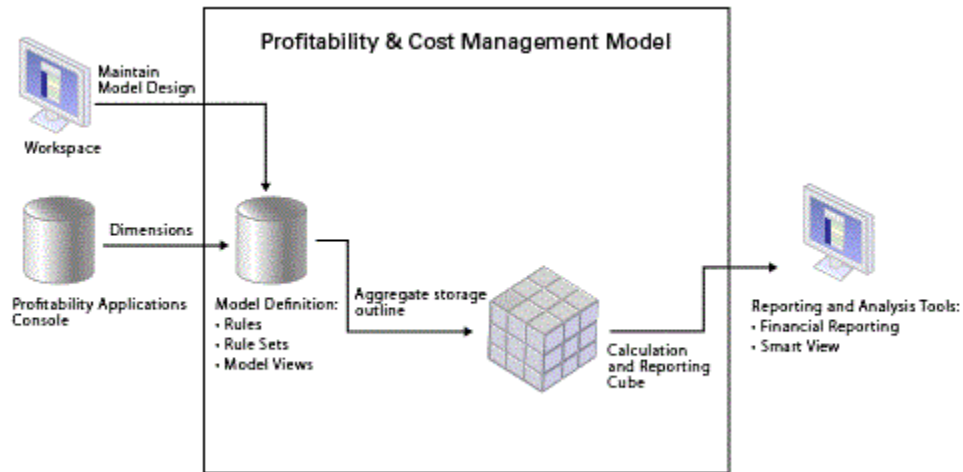 Profitability & Cost Management Model
Maintain
Model Design
Workspace
Dimensions
Profitability Applications
Console
Model Definition:
• Rules
• Rule Sets
• Model Views
Aggregate storage
outline
Calculation
and Reporting
Cube
Reporting and Analysis Tools:
• Financial Reporting
• Smart View